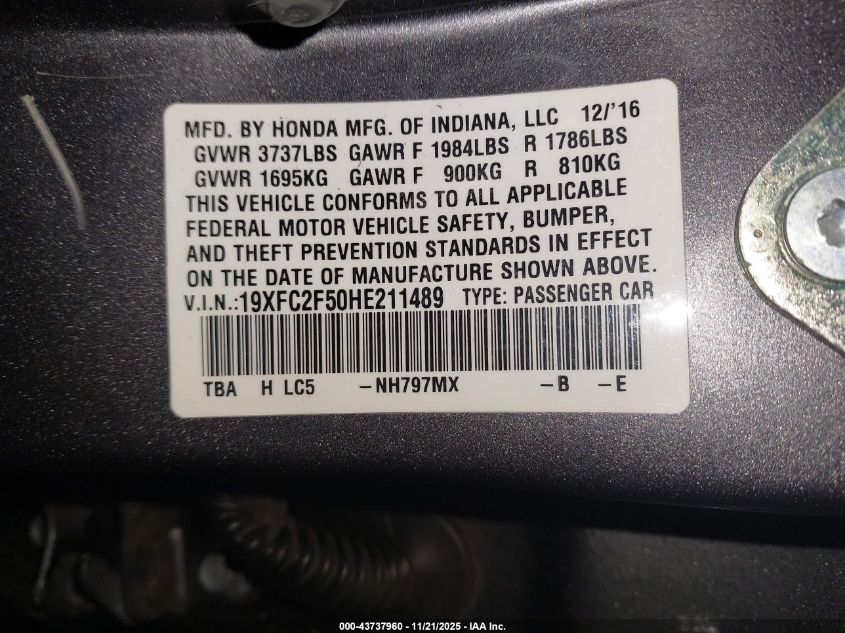 MFD. BY HONDA MFG. OF INDIANA, LLC 12/'16
GVWR 3737LBS GAWR F 1984LBS R 1786LBS
GVWR 1695KG GAWR F 900KG R 810KG
THIS VEHICLE CONFORMS TO ALL APPLICABLE
FEDERAL MOTOR VEHICLE SAFETY, BUMPER,
AND THEFT PREVENTION STANDARDS IN EFFECT
ON THE DATE OF MANUFACTURE SHOWN ABOVE.
V.I.N.:19XFC2F50HE211489 TYPE: PASSENGER CAR
TBA H LC5 -NH797MX -B -E
000-43737960 - 11/21/2025 - IAA Inc.